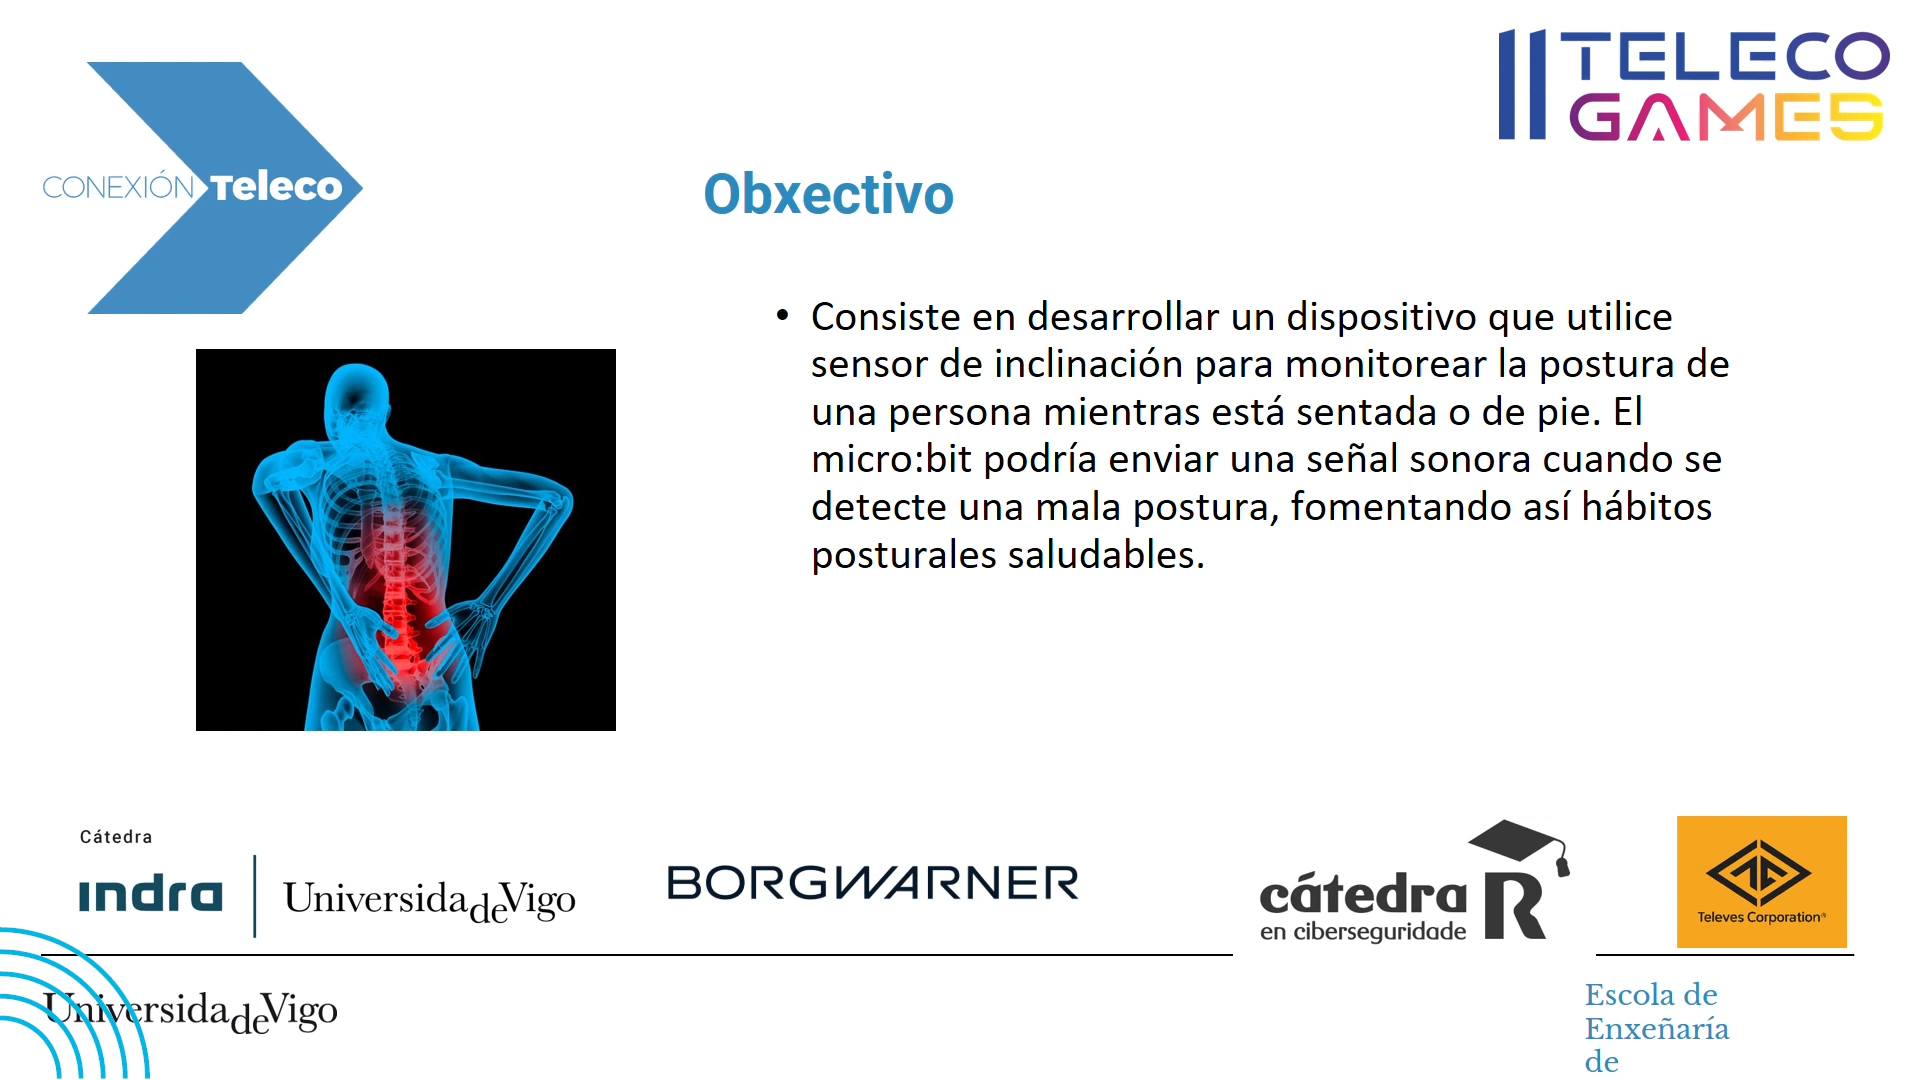 CONEXIÓN Teleco
II TELECO
GAMES
Obxectivo
• Consiste en desarrollar un dispositivo que utilice
sensor de inclinación para monitorear la postura de
una persona mientras está sentada o de pie. El
micro:bit podría enviar una señal sonora cuando se
detecte una mala postura, fomentando así hábitos
posturales saludables.
Cátedra
indra
UniversidadeVigo
BORGWARNER
cátedra R
en ciberseguridade
Televes Corporation®
UniversidadeVigo
Escola de
Enxeñaría
de